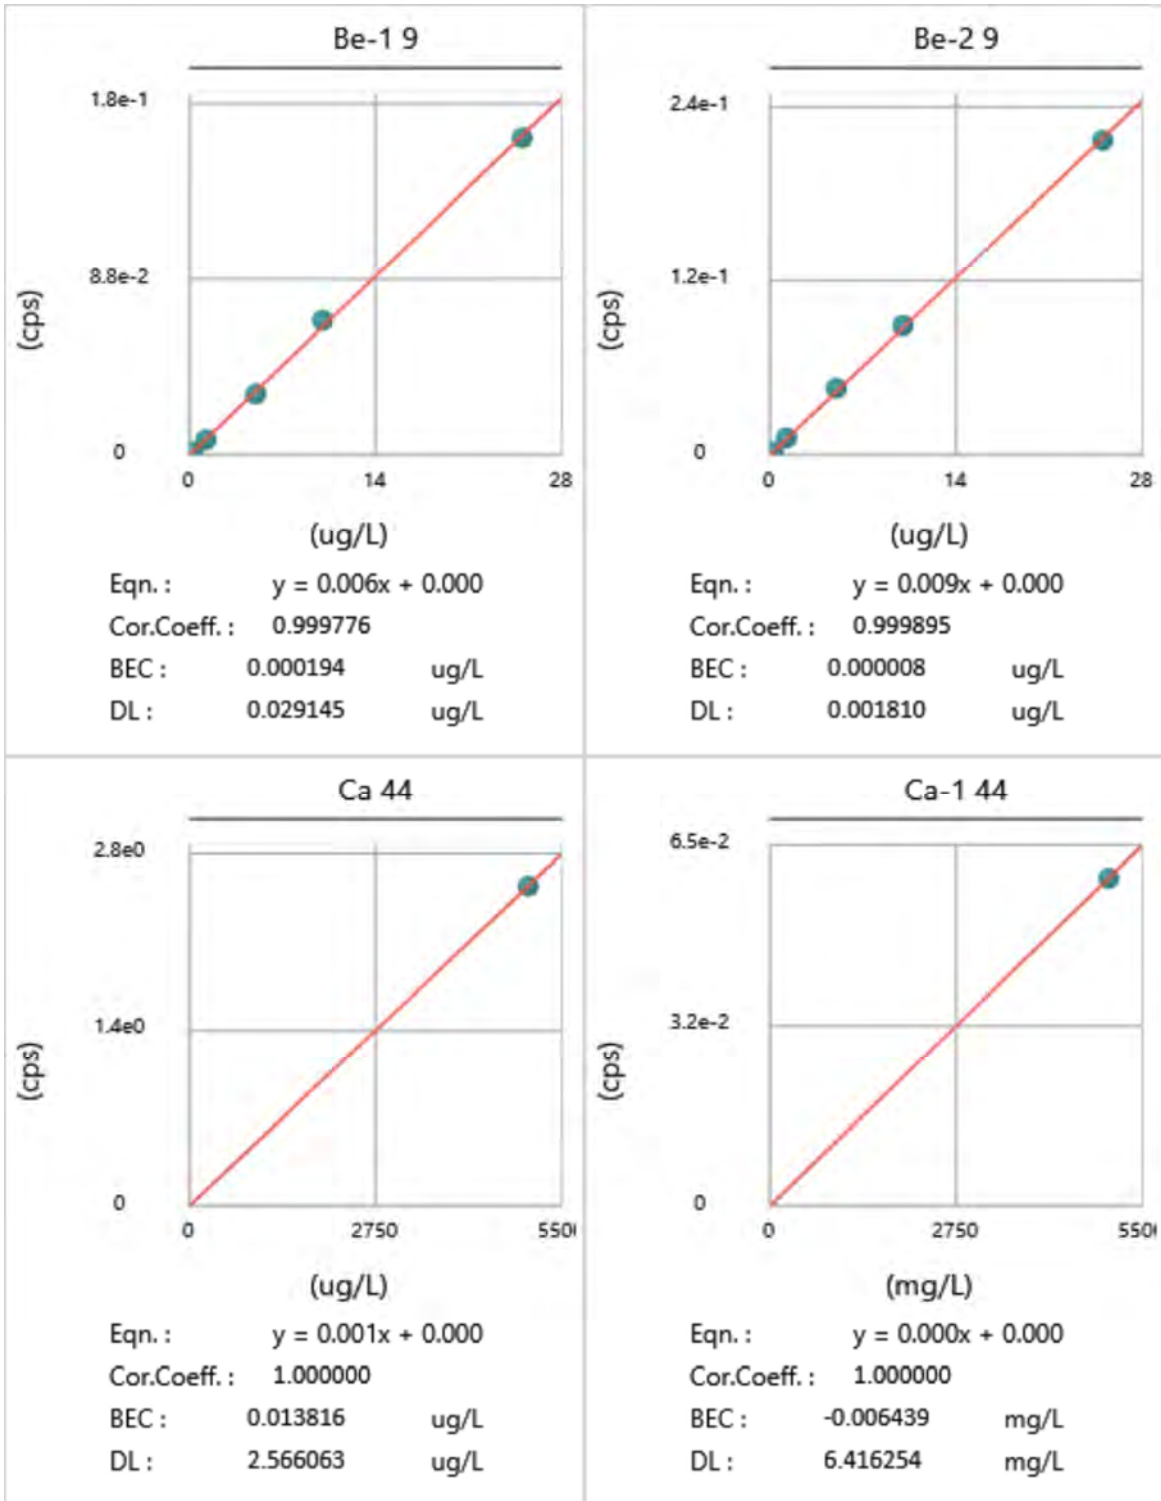 Be-1 9
1.8e-1
8.8e-2
0
0 14 28
(cps)
(ug/L)
Eqn. : y = 0.006x + 0.000
Cor.Coeff. : 0.999776
BEC : 0.000194 ug/L
DL : 0.029145 ug/L
Be-2 9
2.4e-1
1.2e-1
0
0 14 28
(cps)
(ug/L)
Eqn. : y = 0.009x + 0.000
Cor.Coeff. : 0.999895
BEC : 0.000008 ug/L
DL : 0.001810 ug/L
Ca 44
2.8e0
1.4e0
0
0 2750 550
(cps)
(ug/L)
Eqn. : y = 0.001x + 0.000
Cor.Coeff. : 1.000000
BEC : 0.013816 ug/L
DL : 2.566063 ug/L
Ca-1 44
6.5e-2
3.2e-2
0
0 2750 550
(cps)
(mg/L)
Eqn. : y = 0.000x + 0.000
Cor.Coeff. : 1.000000
BEC : -0.006439 mg/L
DL : 6.416254 mg/L